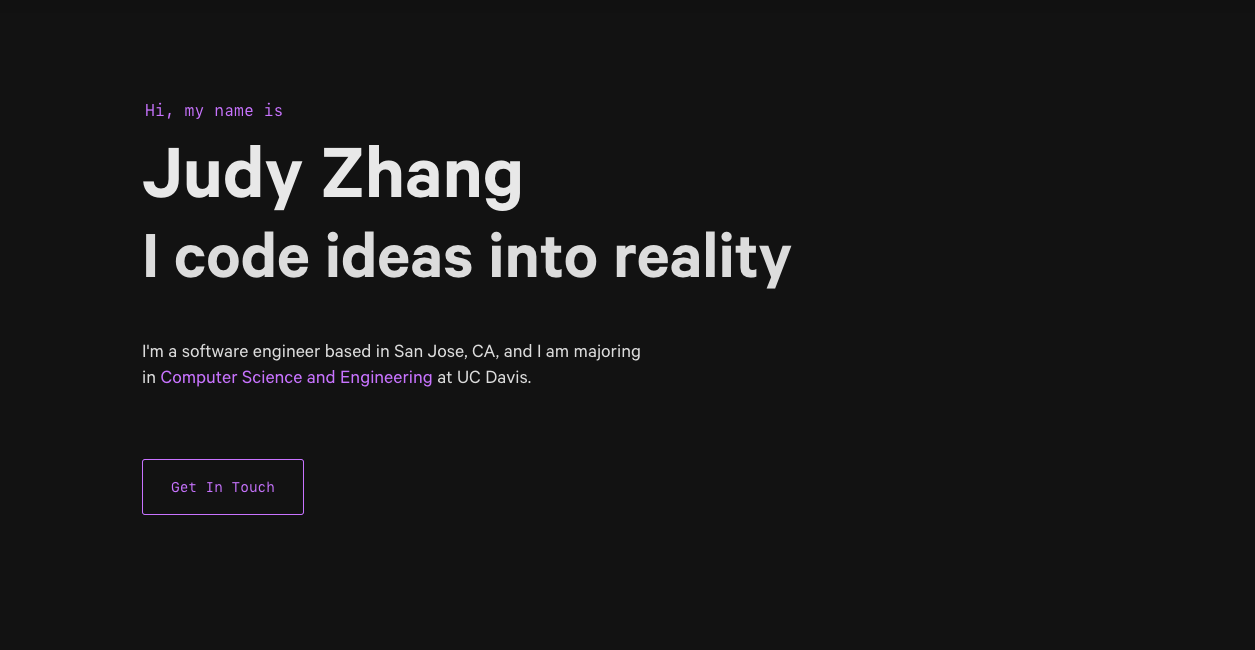 Hi, my name is
Judy Zhang
I code ideas into reality
I'm a software engineer based in San Jose, CA, and I am majoring
in Computer Science and Engineering at UC Davis.
Get In Touch